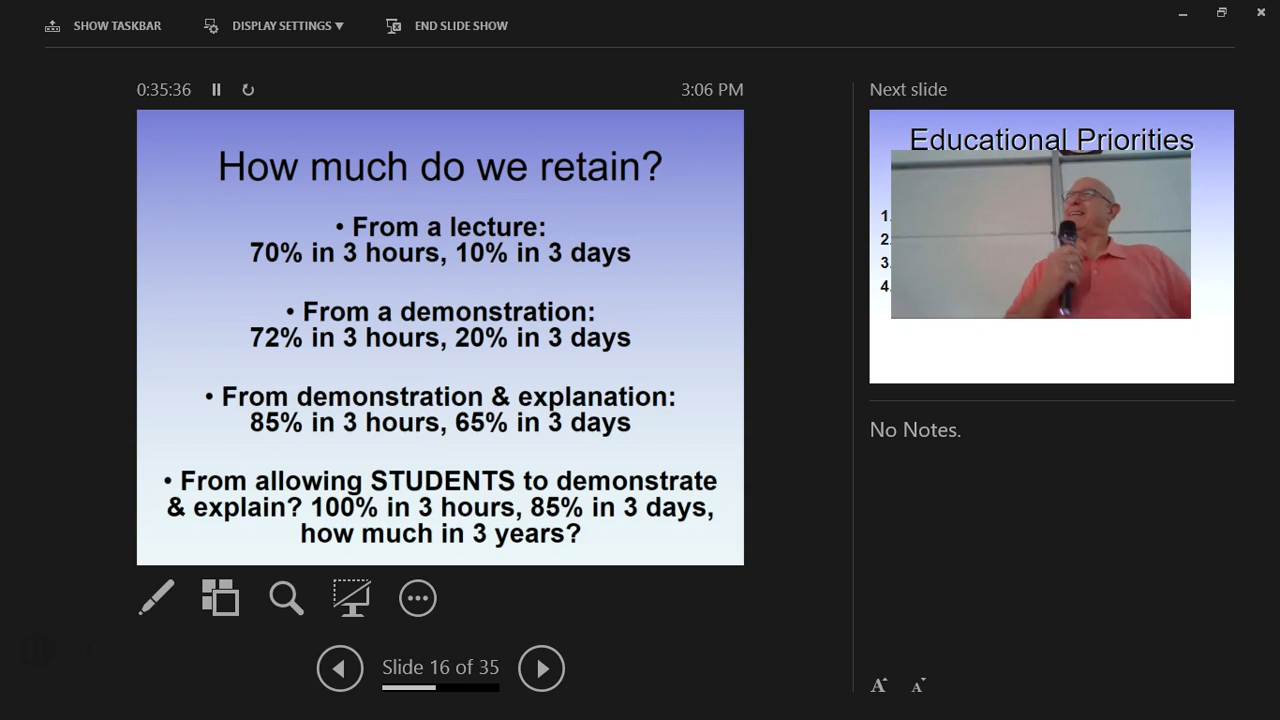 SHOW TASKBAR
DISPLAY SETTINGS ▼
END SLIDE SHOW
0:35:36
3:06 PM
How much do we retain?
• From a lecture:
70% in 3 hours, 10% in 3 days
• From a demonstration:
72% in 3 hours, 20% in 3 days
• From demonstration & explanation:
85% in 3 hours, 65% in 3 days
• From allowing STUDENTS to demonstrate
& explain? 100% in 3 hours, 85% in 3 days,
how much in 3 years?
Slide 16 of 35
Next slide
Educational Priorities
1.
2.
3.
4.
No Notes.
A
A